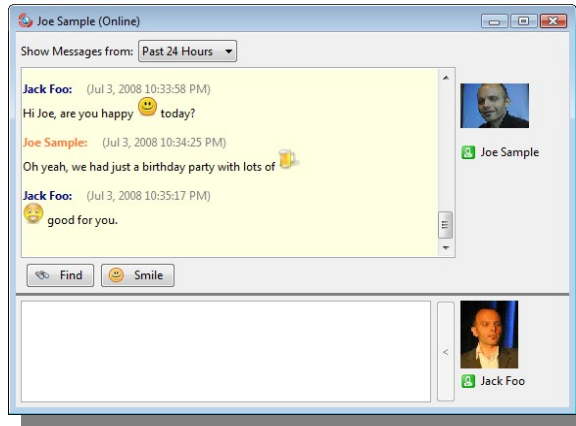 Joe Sample (Online)
Show Messages from: Past 24 Hours
Jack Foo: (Jul 3, 2008 10:33:58 PM)
Hi Joe, are you happy today?
Joe Sample: (Jul 3, 2008 10:34:25 PM)
Oh yeah, we had just a birthday party with lots of
Jack Foo: (Jul 3, 2008 10:35:17 PM)
good for you.
Joe Sample
Find Smile
<
Jack Foo